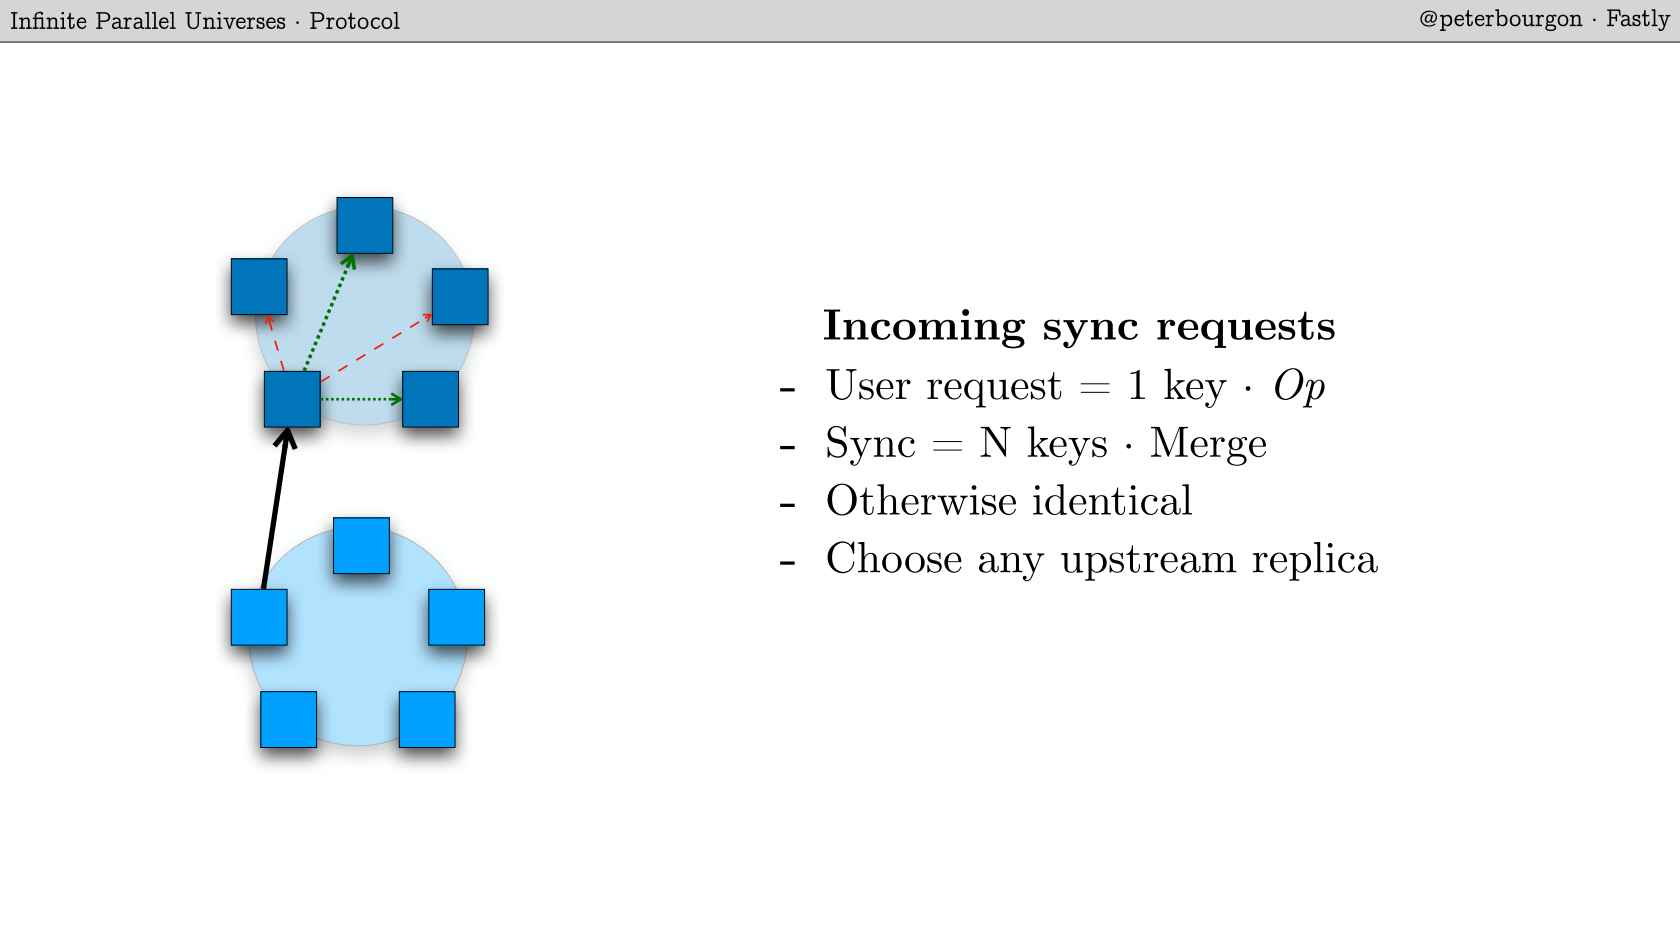 Infinite Parallel Universes · Protocol
@peterbourgon · Fastly
Incoming sync requests
- User request = 1 key · Op
- Sync = N keys · Merge
- Otherwise identical
- Choose any upstream replica